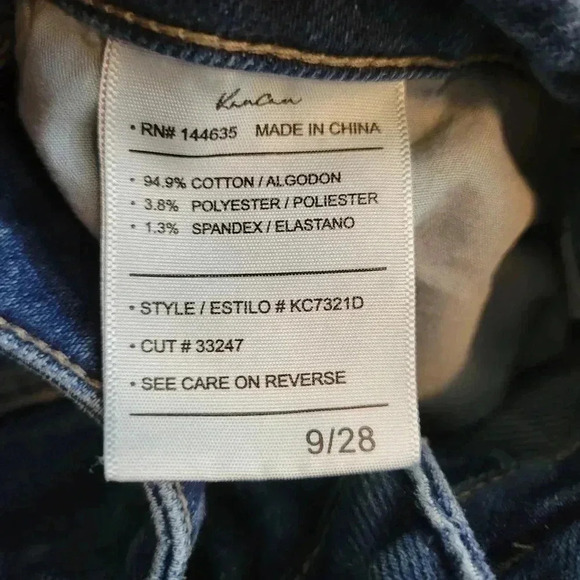 KanCan
• RN# 144635 MADE IN CHINA
• 94.9% COTTON / ALGODON
• 3.8% POLYESTER / POLIESTER
• 1.3% SPANDEX / ELASTANO
• STYLE / ESTILO # KC7321D
• CUT # 33247
• SEE CARE ON REVERSE
9/28